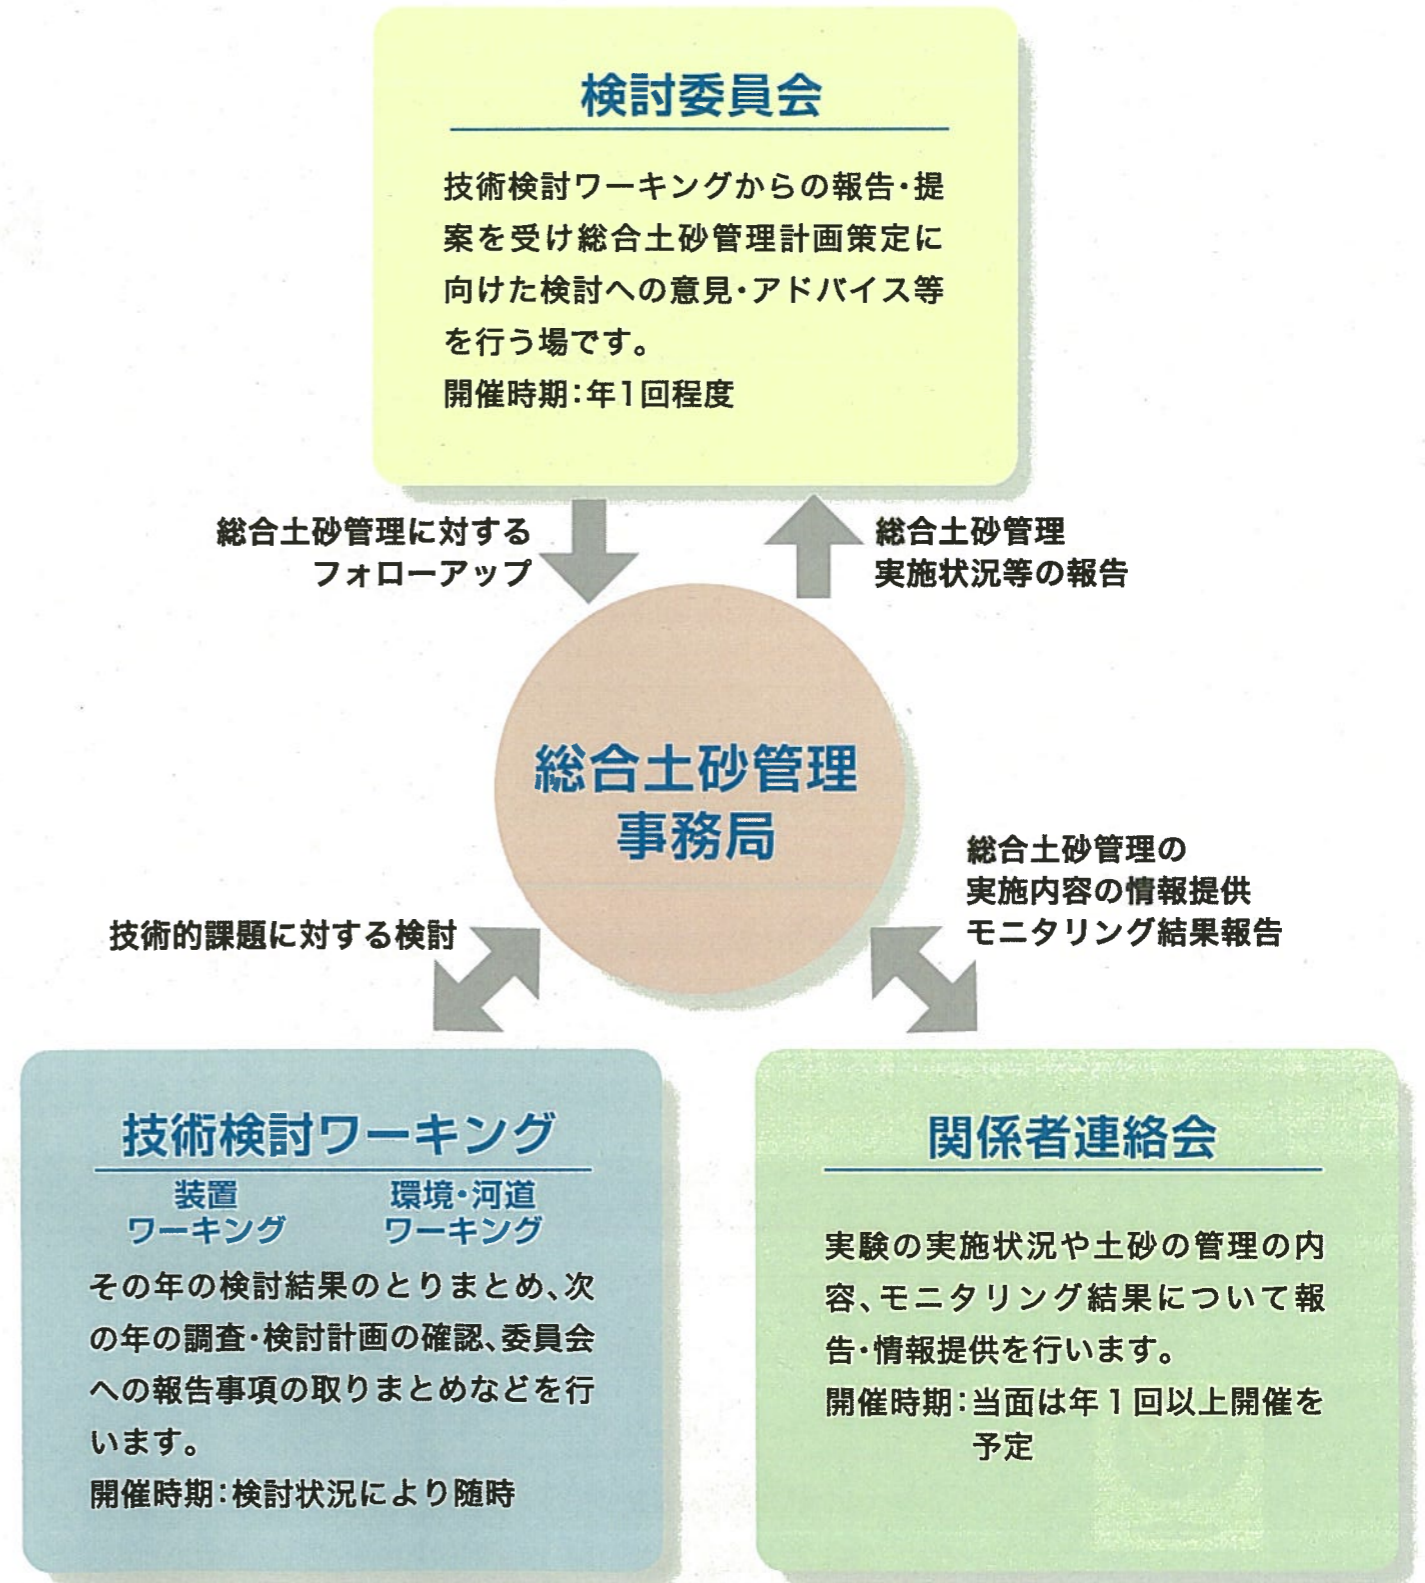 検討委員会
技術検討ワーキングからの報告・提
案を受け総合土砂管理計画策定に
向けた検討への意見・アドバイス等
を行う場です。
開催時期：年1回程度
総合土砂管理に対する
フォローアップ
総合土砂管理
実施状況等の報告
総合土砂管理
事務局
技術的課題に対する検討
総合土砂管理の
実施内容の情報提供
モニタリング結果報告
技術検討ワーキング
装置
ワーキング
環境・河道
ワーキング
その年の検討結果のとりまとめ、次
の年の調査・検討計画の確認、委員会
への報告事項の取りまとめなどを行
います。
開催時期：検討状況により随時
関係者連絡会
実験の実施状況や土砂の管理の内
容、モニタリング結果について報
告・情報提供を行います。
開催時期：当面は年１回以上開催を
予定